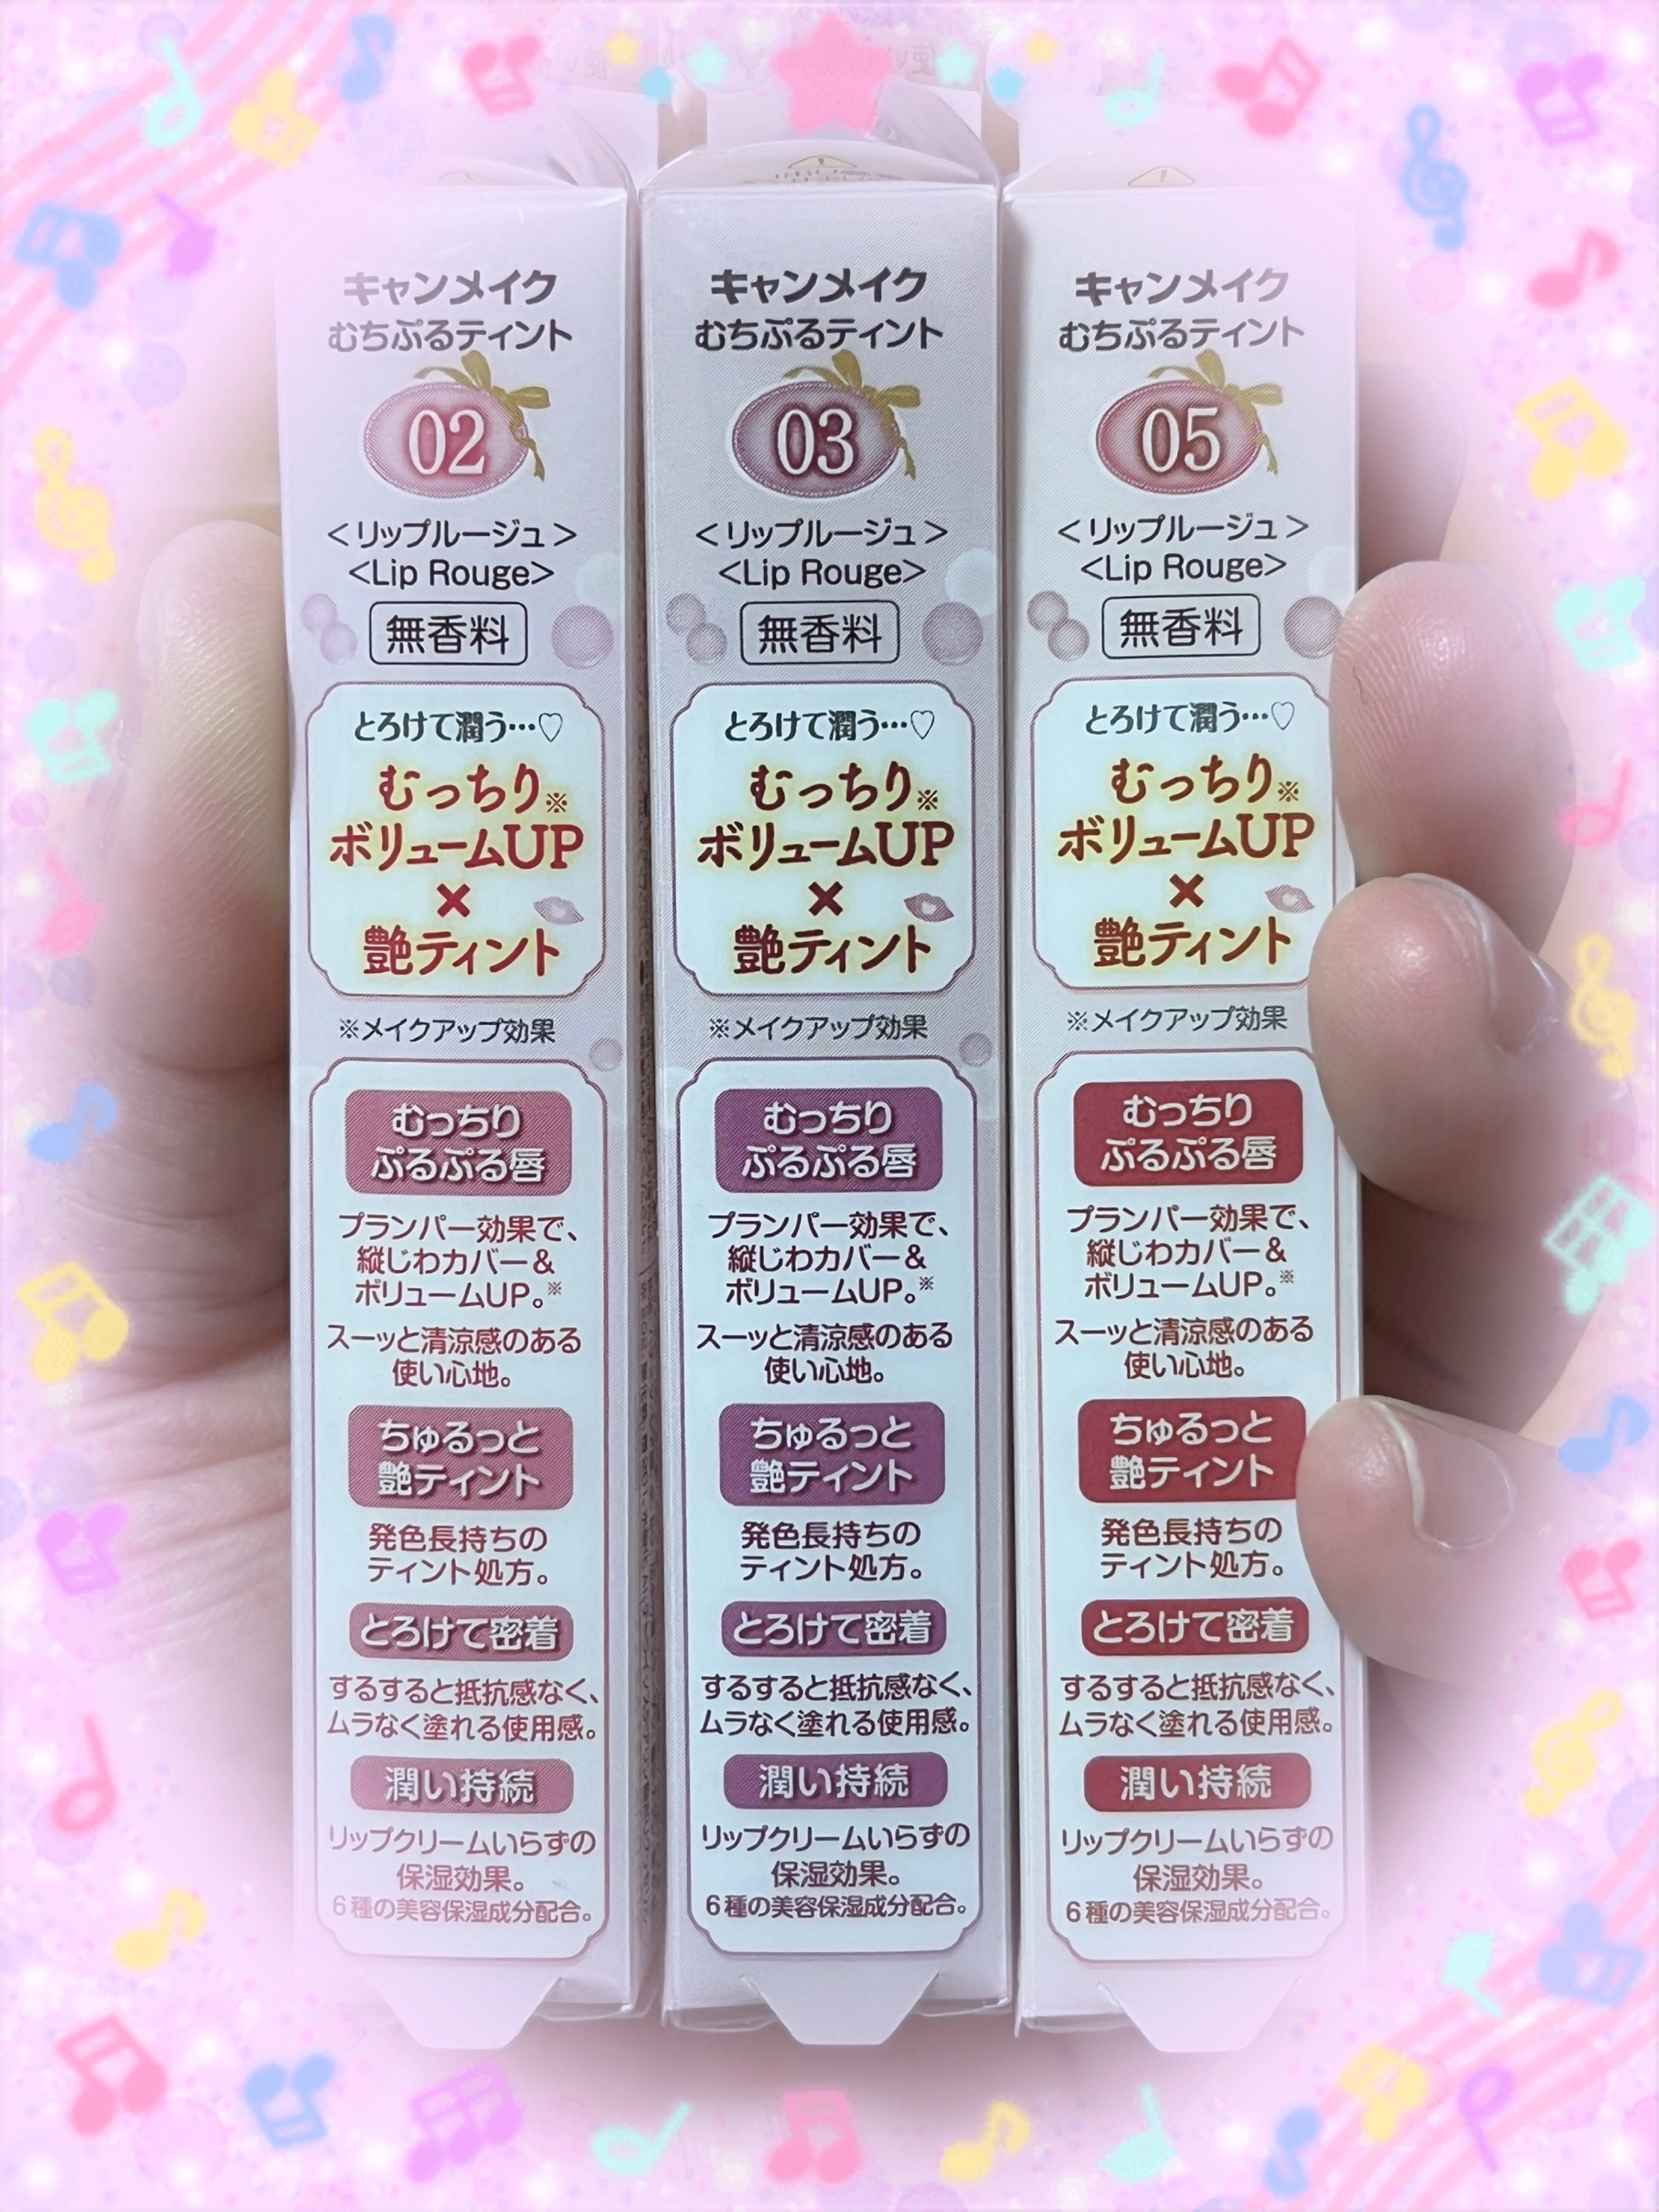 キャンメイク
むちぷるティント
02
＜リップルージュ＞
<Lip Rouge>
無香料
とろけて潤う…♡
むっちり※
ボリュームUP
×
艶ティント
※メイクアップ効果
むっちり
ぷるぷる唇
プランパー効果で、
縦じわカバー＆
ボリュームUP。※
スーッと清涼感のある
使い心地。
ちゅるっと
艶ティント
発色長持ちの
ティント処方。
とろけて密着
するすると抵抗感なく、
ムラなく塗れる使用感。
潤い持続
リップクリームいらずの
保湿効果。
6種の美容保湿成分配合。
キャンメイク
むちぷるティント
03
＜リップルージュ＞
<Lip Rouge>
無香料
とろけて潤う…♡
むっちり※
ボリュームUP
×
艶ティント
※メイクアップ効果
むっちり
ぷるぷる唇
プランパー効果で、
縦じわカバー＆
ボリュームUP。※
スーッと清涼感のある
使い心地。
ちゅるっと
艶ティント
発色長持ちの
ティント処方。
とろけて密着
するすると抵抗感なく、
ムラなく塗れる使用感。
潤い持続
リップクリームいらずの
保湿効果。
6種の美容保湿成分配合。
キャンメイク
むちぷるティント
05
＜リップルージュ＞
<Lip Rouge>
無香料
とろけて潤う…♡
むっちり※
ボリュームUP
×
艶ティント
※メイクアップ効果
むっちり
ぷるぷる唇
プランパー効果で、
縦じわカバー＆
ボリュームUP。※
スーッと清涼感のある
使い心地。
ちゅるっと
艶ティント
発色長持ちの
ティント処方。
とろけて密着
するすると抵抗感なく、
ムラなく塗れる使用感。
潤い持続
リップクリームいらずの
保湿効果。
6種の美容保湿成分配合。